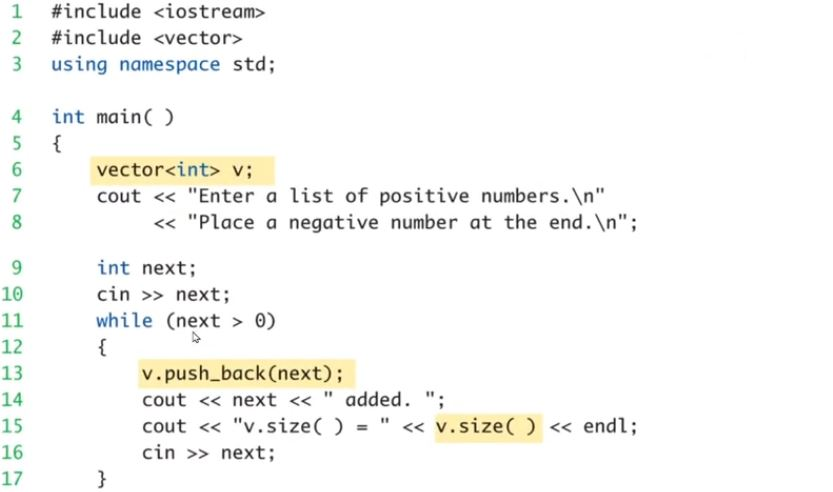 1 #include <iostream>
2 #include <vector>
3 using namespace std;
4 int main( )
5 {
6 vector<int> v;
7 cout << "Enter a list of positive numbers.\n"
8 << "Place a negative number at the end.\n";
9 int next;
10 cin >> next;
11 while (next > 0)
12 {
13 v.push_back(next);
14 cout << next << " added. ";
15 cout << "v.size( ) = " << v.size( ) << endl;
16 cin >> next;
17 }